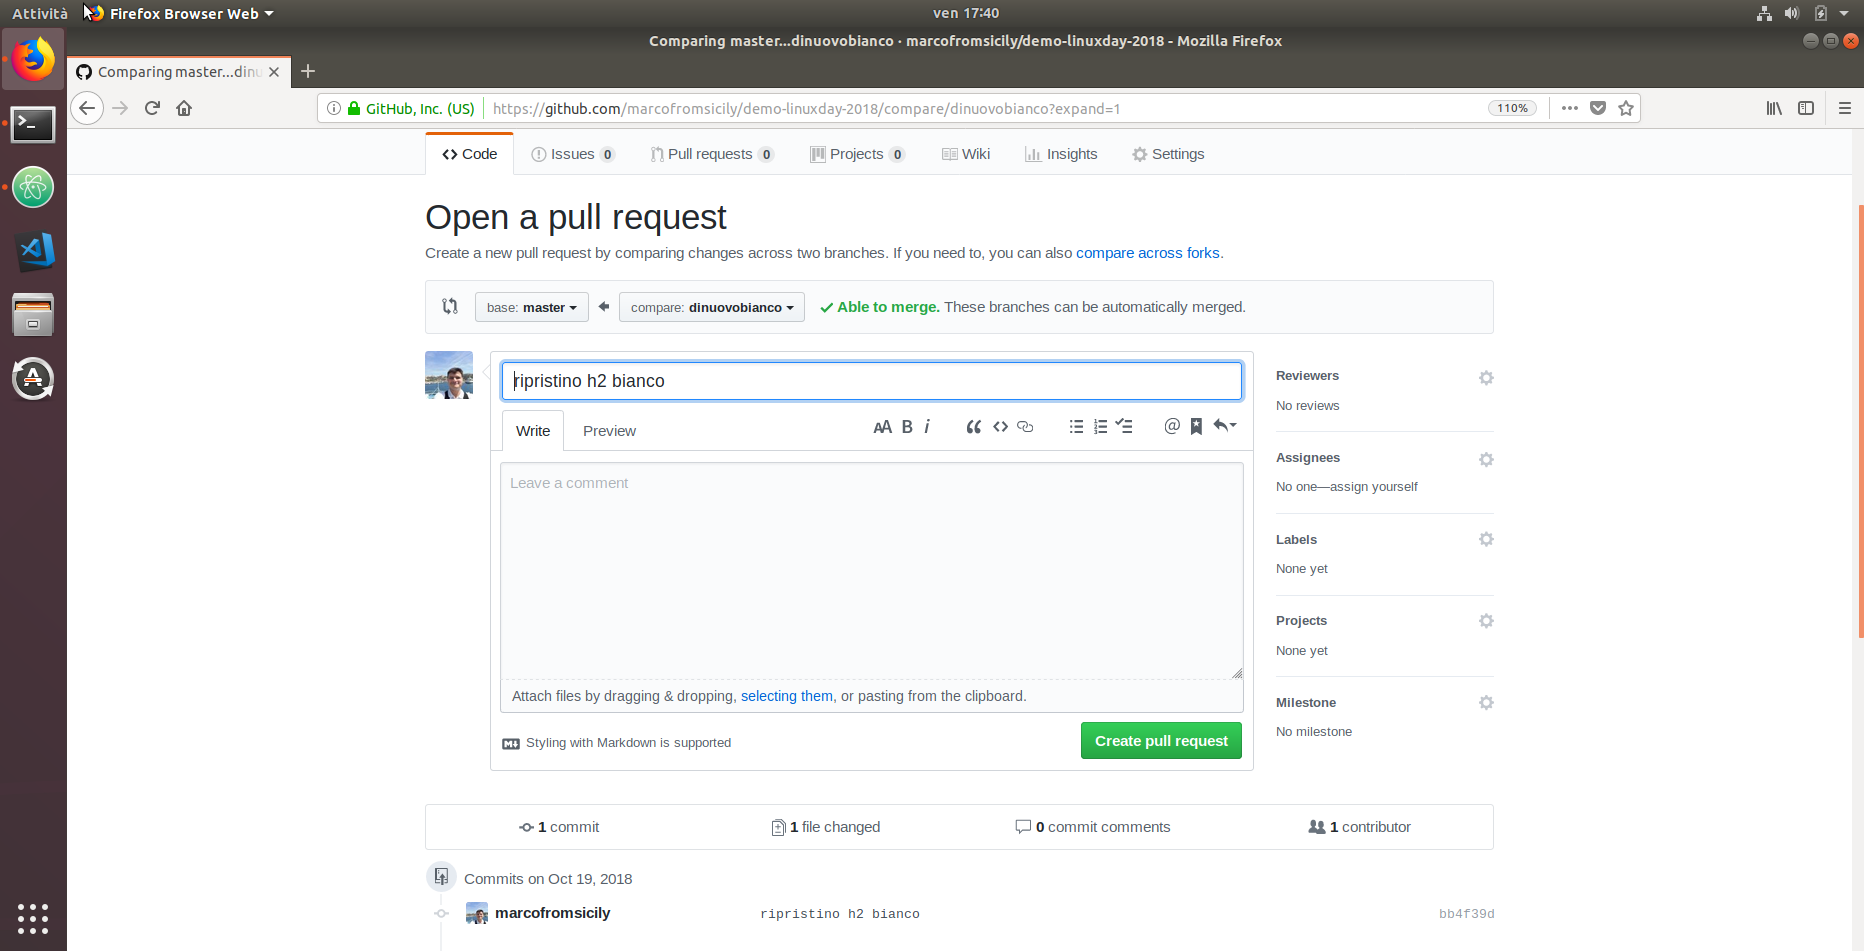 Attività Firefox Browser Web ven 17:40
Comparing master...dinuovobianco · marcofromsicily/demo-linuxday-2018 - Mozilla Firefox
Comparing master...dinu
GitHub, Inc. (US) https://github.com/marcofromsicily/demo-linuxday-2018/compare/dinuovobianco?expand=1 110%
Code Issues 0 Pull requests 0 Projects 0 Wiki Insights Settings
Open a pull request
Create a new pull request by comparing changes across two branches. If you need to, you can also compare across forks.
base: master compare: dinuovobianco Able to merge. These branches can be automatically merged.
ripristino h2 bianco
Write Preview
Leave a comment
Attach files by dragging & dropping, selecting them, or pasting from the clipboard.
Styling with Markdown is supported
Create pull request
Reviewers
No reviews
Assignees
No one—assign yourself
Labels
None yet
Projects
None yet
Milestone
No milestone
1 commit 1 file changed 0 commit comments 1 contributor
Commits on Oct 19, 2018
marcofromsicily ripristino h2 bianco bb4f39d